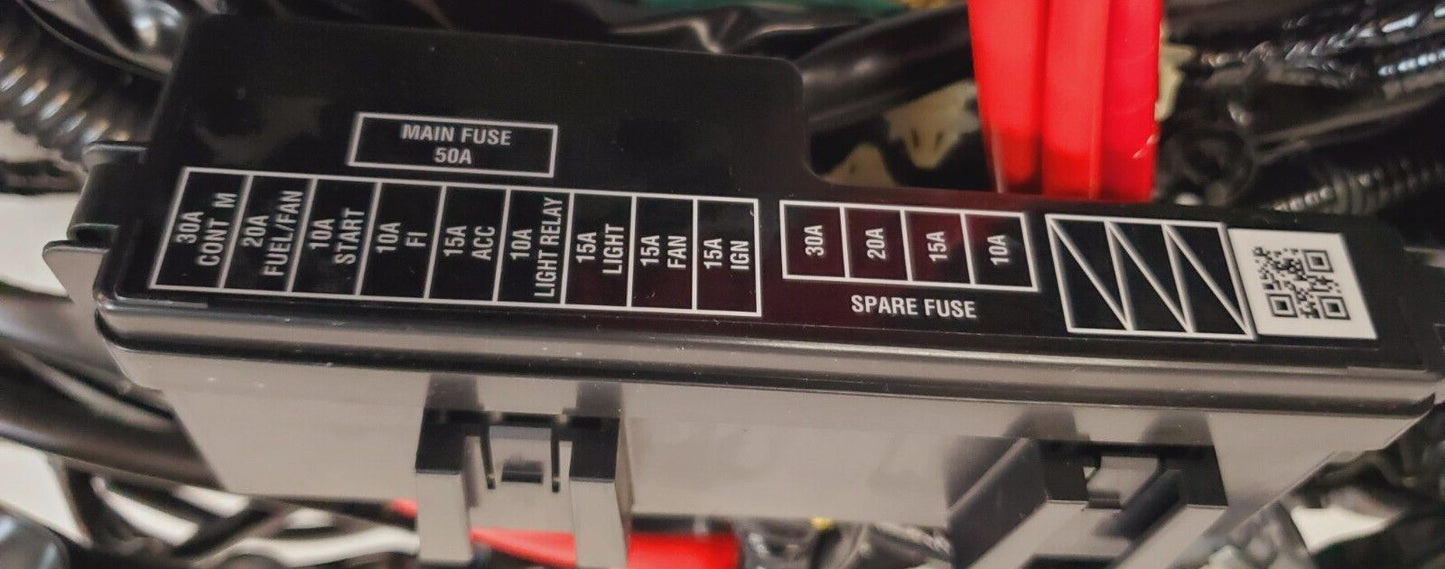 MAIN FUSE
50A
30A
CONT M
20A
FUEL/FAN
10A
START
10A
FI
15A
ACC
10A
LIGHT RELAY
15A
LIGHT
15A
FAN
15A
IGN
30A
20A
15A
10A
SPARE FUSE